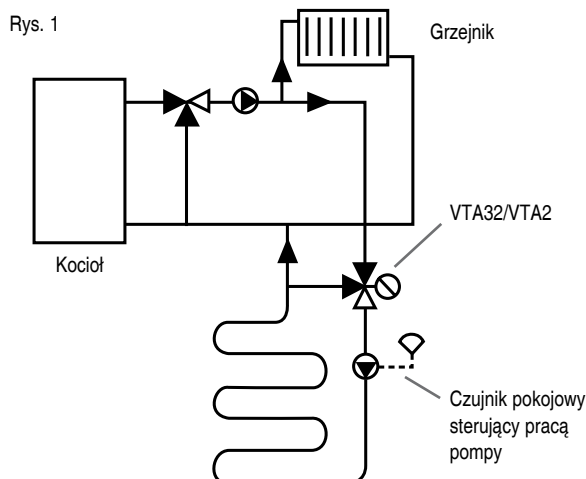 Rys. 1
Grzejnik
VTA32/VTA2
Kocioł
Czujnik pokojowy
sterujący pracą
pompy